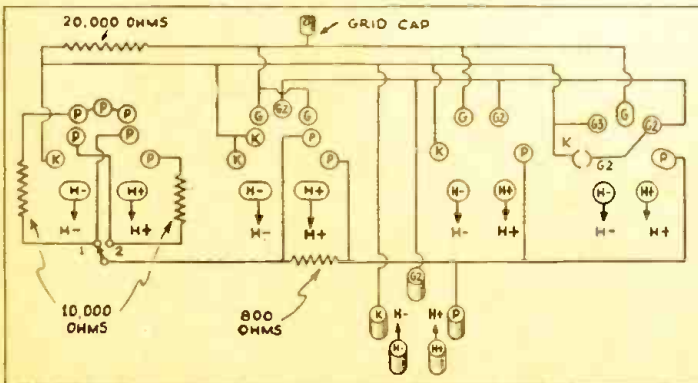 20,000 OHMS
GRID CAP
P P P
P P
K P
H- H+
H- H+
1 2
10,000 OHMS
G G2 G
K P
K P
H- H+
H- H+
800 OHMS
G G2
K P
H- H+
H- H+
G3 G G2
K G2 P
H- H+
H- H+
G2
K H- H+ P
H- H+